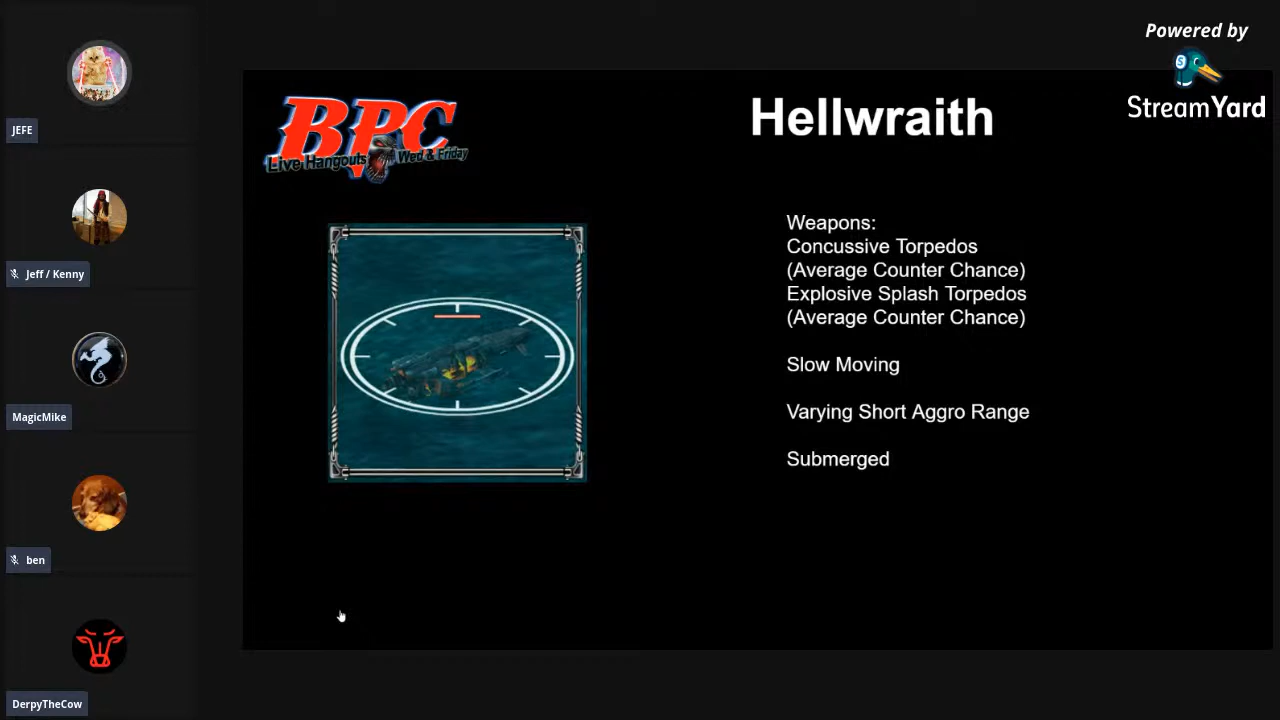 Powered by
S
StreamYard
BPC
Live Hangouts Wed & Friday
Hellwraith
Weapons:
Concussive Torpedos
(Average Counter Chance)
Explosive Splash Torpedos
(Average Counter Chance)
Slow Moving
Varying Short Aggro Range
Submerged
JEFE
Jeff / Kenny
MagicMike
ben
DerpyTheCow